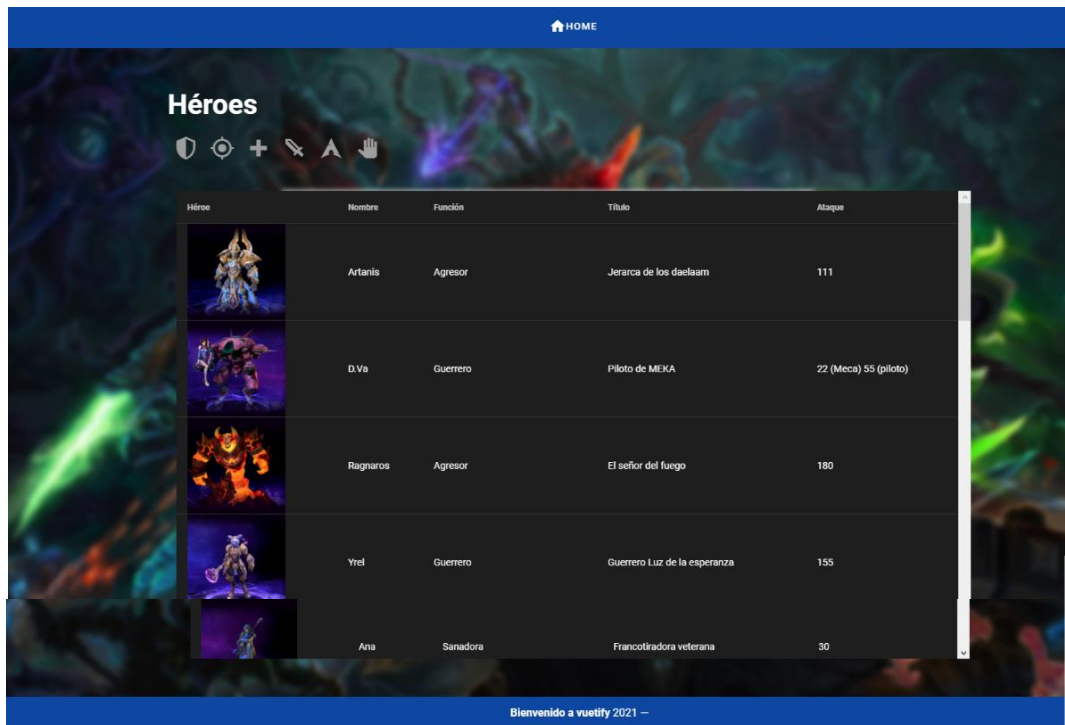 HOME
Héroes
Héroe Nombre Función Título Ataque
Artanis Agresor Jerarca de los daelaam 111
D.Va Guerrero Piloto de MEKA 22 (Meca) 55 (piloto)
Ragnaros Agresor El señor del fuego 180
Yrel Guerrero Guerrero Luz de la esperanza 155
Ana Sanadora Francotiradora veterana 30
Bienvenido a vuetify 2021 —